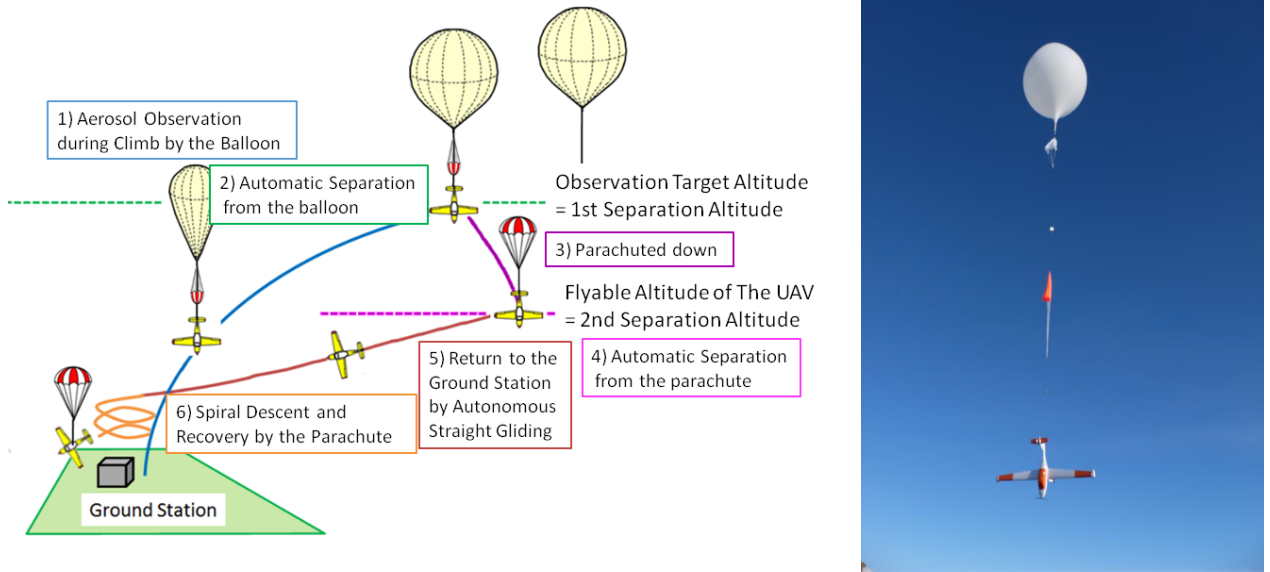 1) Aerosol Observation
during Climb by the Balloon
2) Automatic Separation
from the balloon
Observation Target Altitude
= 1st Separation Altitude
3) Parachuted down
Flyable Altitude of The UAV
= 2nd Separation Altitude
4) Automatic Separation
from the parachute
5) Return to the
Ground Station
by Autonomous
Straight Gliding
6) Spiral Descent and
Recovery by the Parachute
Ground Station